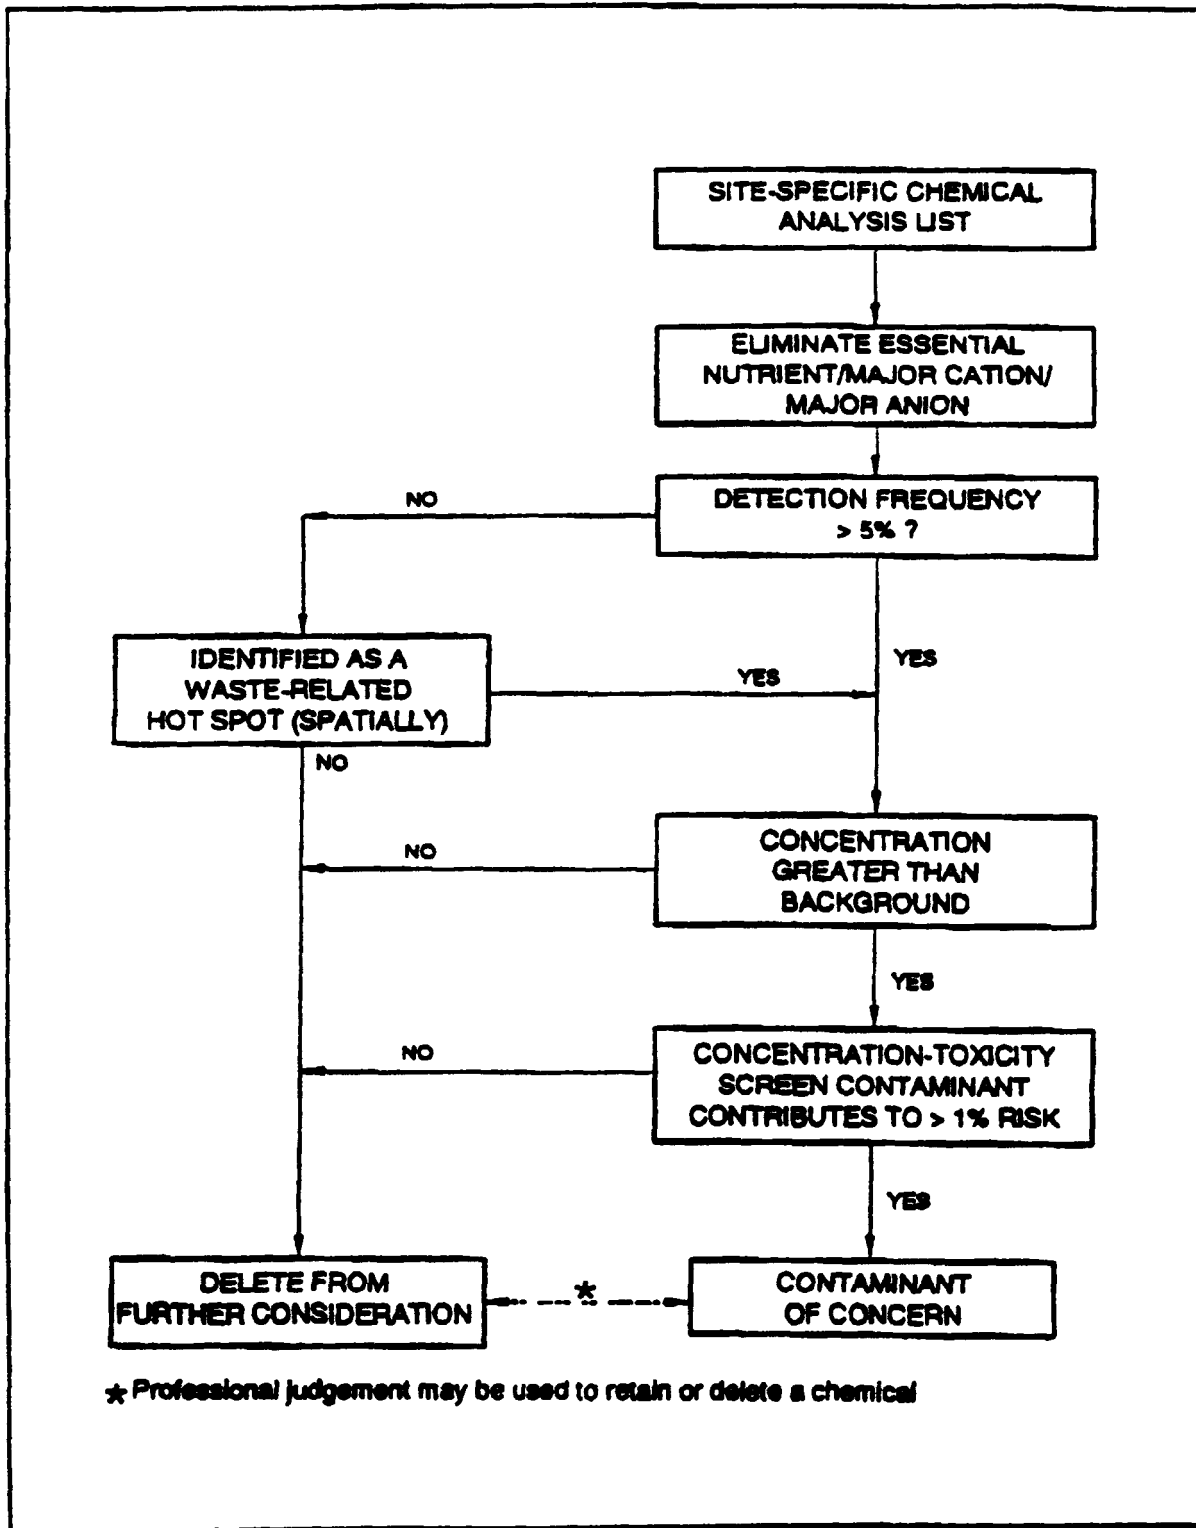 SITE-SPECIFIC CHEMICAL
ANALYSIS LIST
ELIMINATE ESSENTIAL
NUTRIENT/MAJOR CATION/
MAJOR ANION
DETECTION FREQUENCY
> 5% ?
NO
YES
IDENTIFIED AS A
WASTE-RELATED
HOT SPOT (SPATIALLY)
YES
NO
CONCENTRATION
GREATER THAN
BACKGROUND
NO
YES
CONCENTRATION-TOXICITY
SCREEN CONTAMINANT
CONTRIBUTES TO > 1% RISK
NO
YES
DELETE FROM
FURTHER CONSIDERATION
*
CONTAMINANT
OF CONCERN
* Professional judgement may be used to retain or delete a chemical